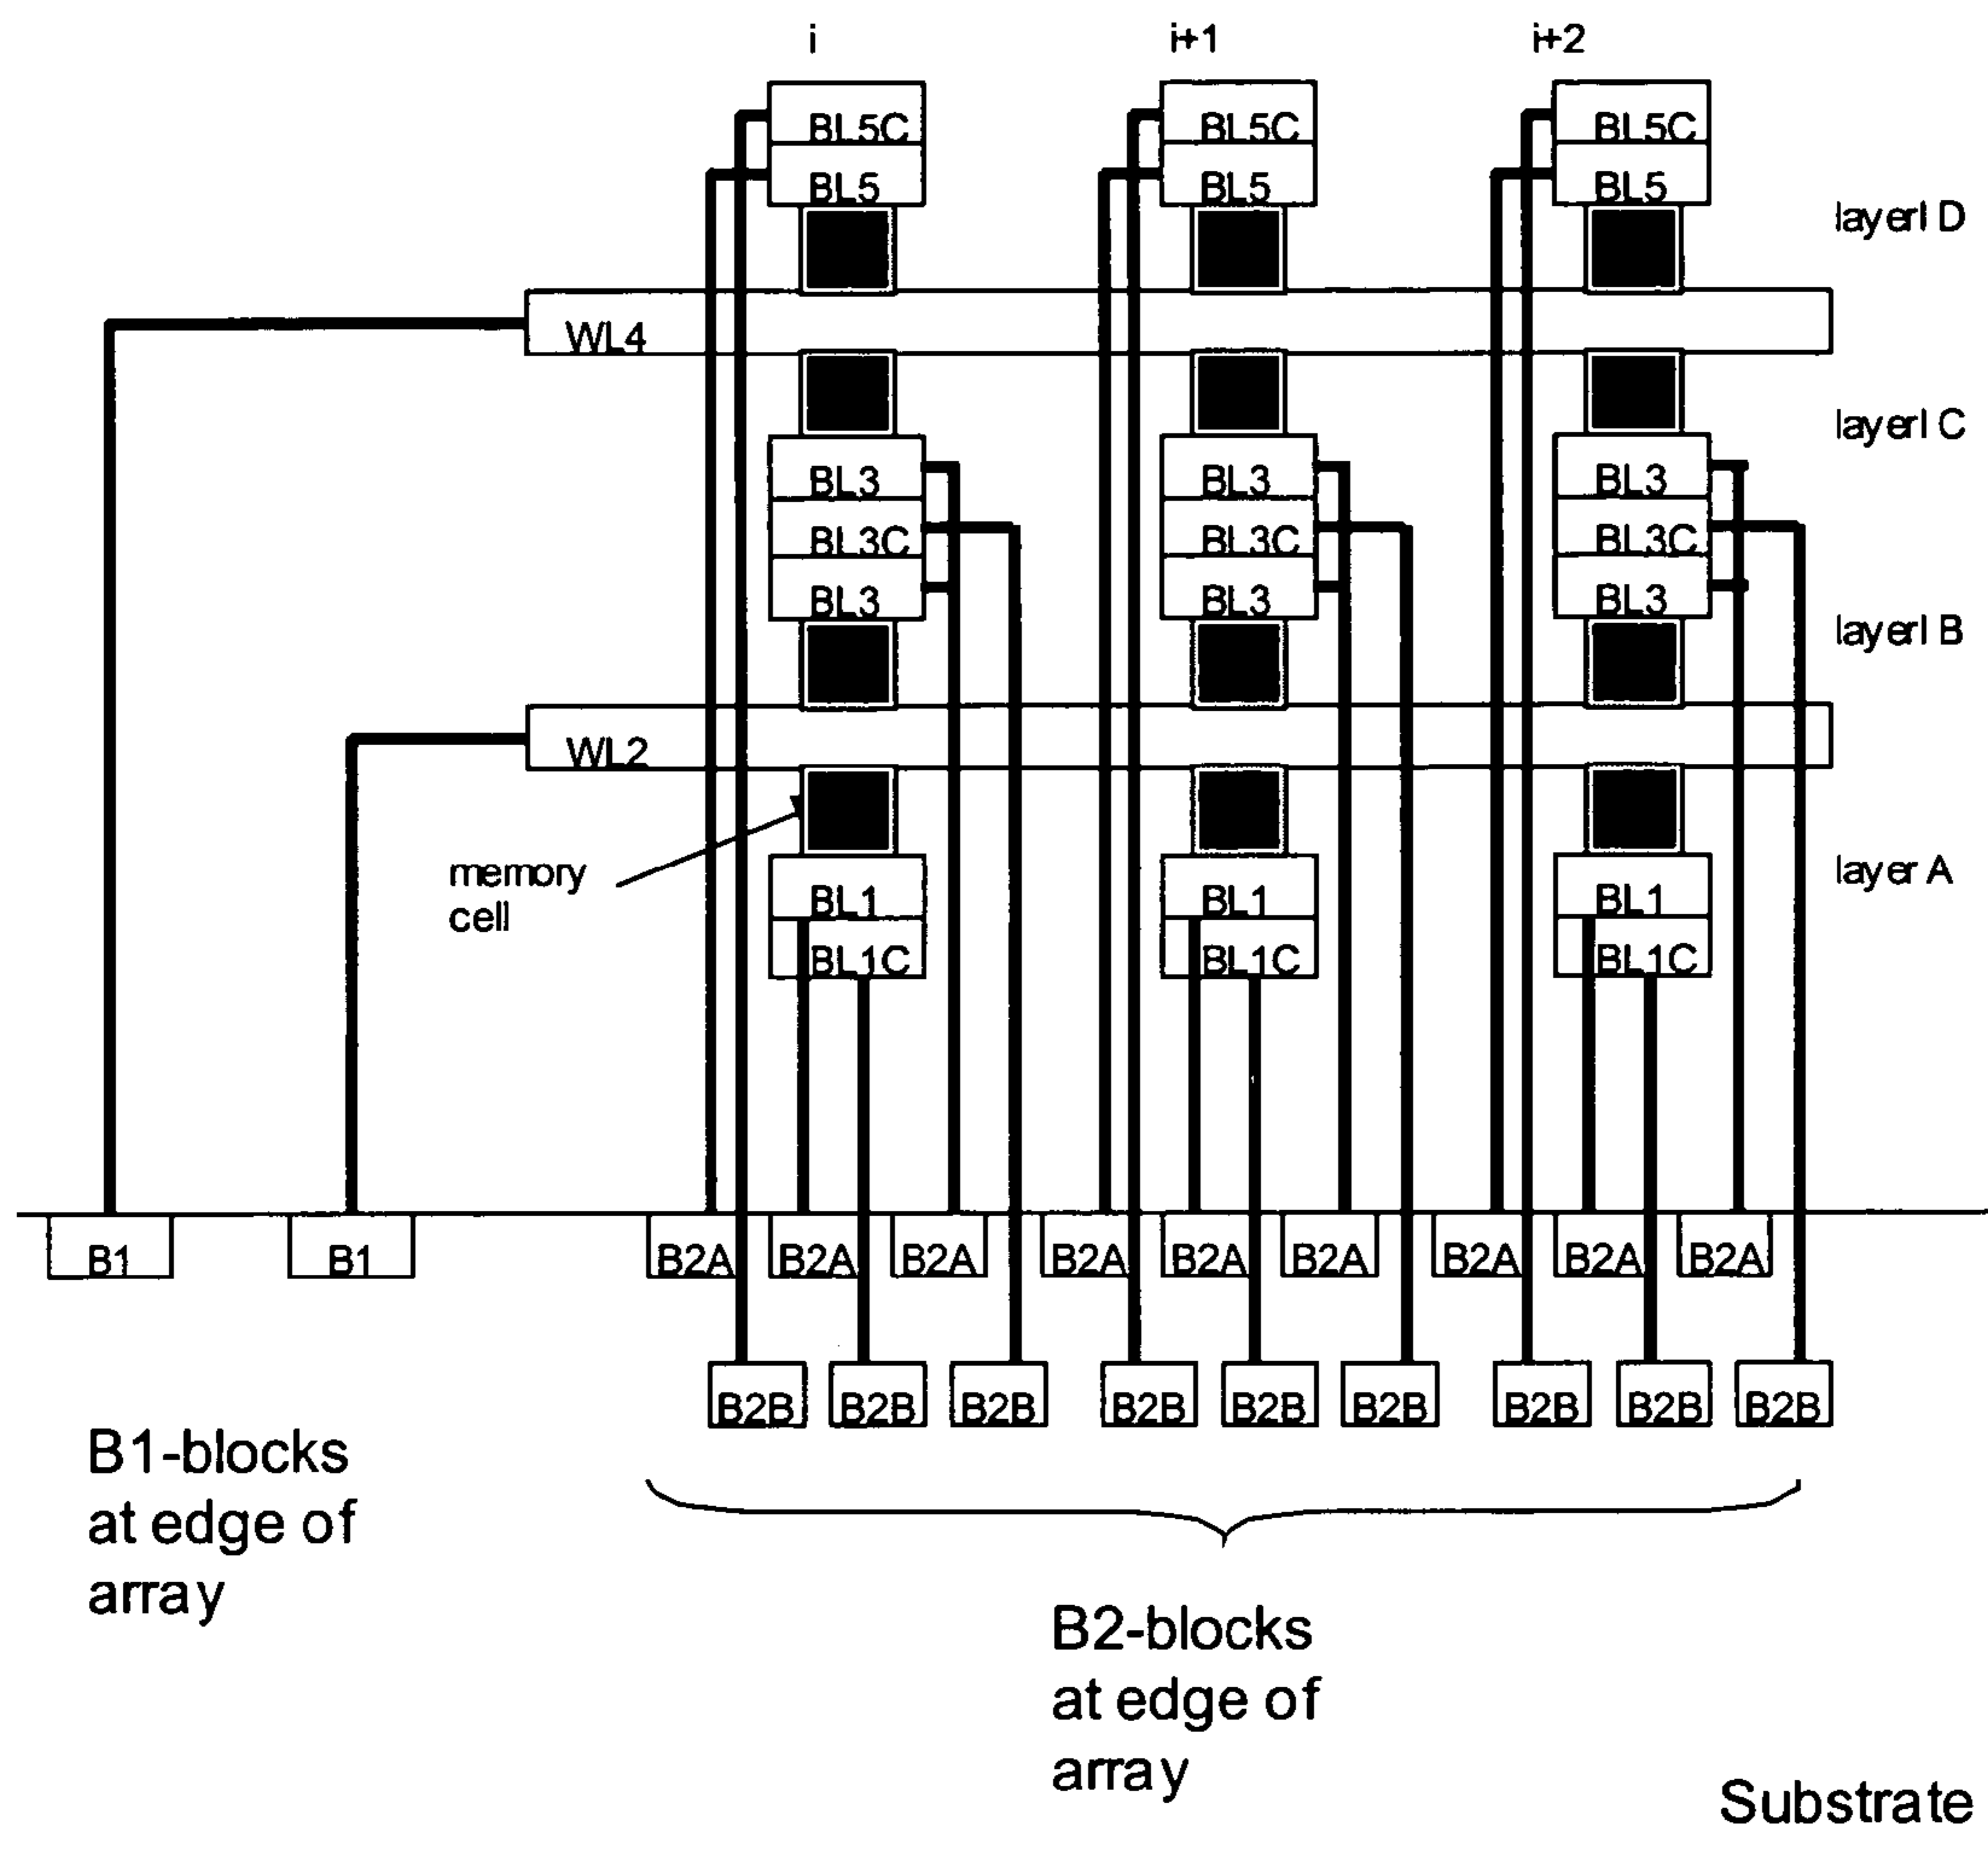 i i+1 i+2
BL5C BL5C BL5C
BL5 BL5 BL5
layerl D
WL4
layerl C
BL3 BL3 BL3
BL3C BL3C BL3C
BL3 BL3 BL3
layerl B
WL2
memory
cell
layer A
BL1 BL1 BL1
BL1C BL1C BL1C
B1 B1 B2A B2A B2A B2A B2A B2A B2A B2A B2A
B2B B2B B2B B2B B2B B2B B2B B2B B2B
B1-blocks
at edge of
array
B2-blocks
at edge of
array
Substrate